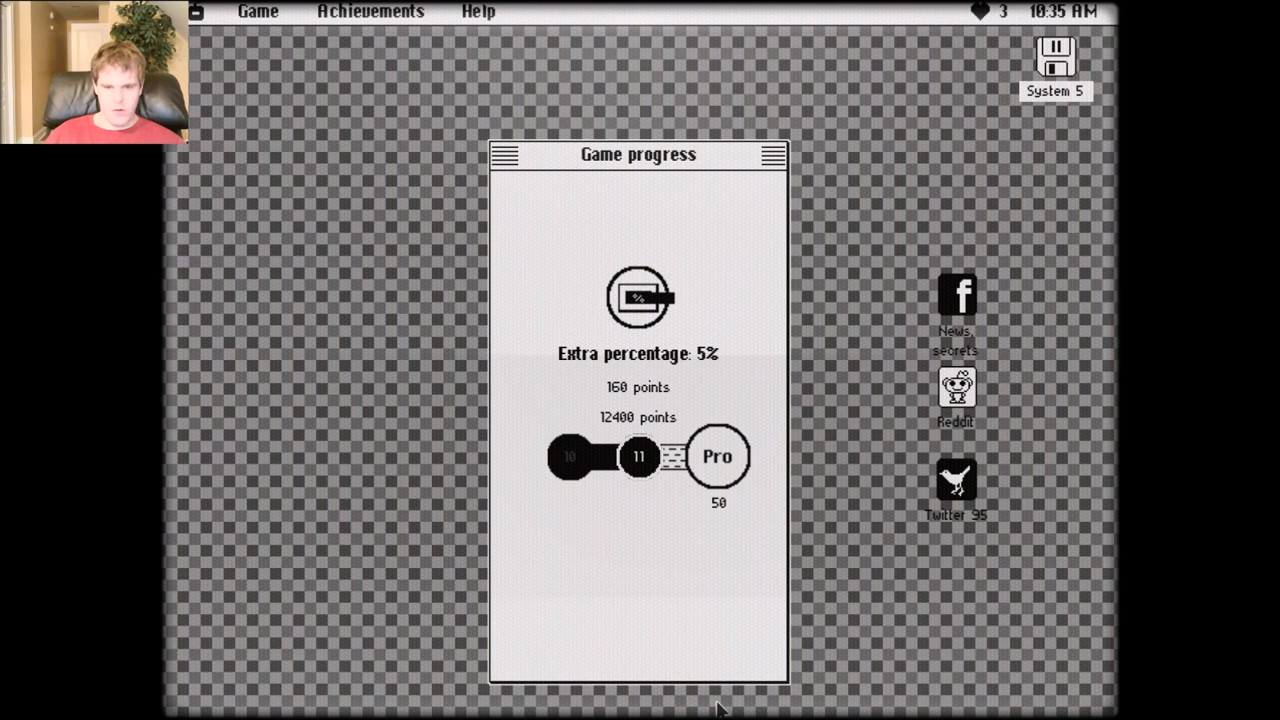 Game Achievements Help 3 10:35 AM
System 5
Game progress
%
Extra percentage: 5%
160 points
12400 points
10 11 Pro
50
f
News,
secrets
Reddit
Twitter 95